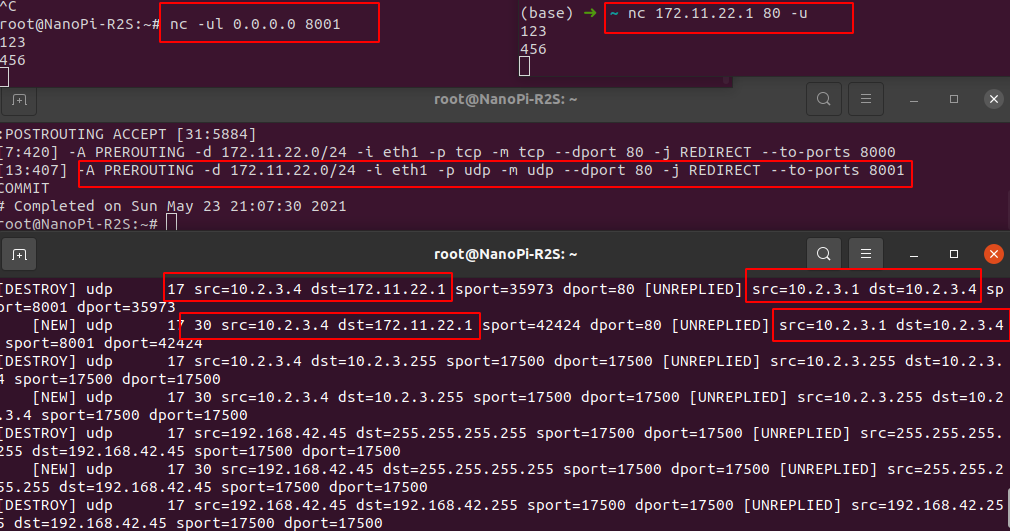 ^C
root@NanoPi-R2S:~# nc -ul 0.0.0.0 8001
123
456
(base) ➜ ~ nc 172.11.22.1 80 -u
123
456
root@NanoPi-R2S: ~
:POSTROUTING ACCEPT [31:5884]
[7:420] -A PREROUTING -d 172.11.22.0/24 -i eth1 -p tcp -m tcp --dport 80 -j REDIRECT --to-ports 8000
[13:407] -A PREROUTING -d 172.11.22.0/24 -i eth1 -p udp -m udp --dport 80 -j REDIRECT --to-ports 8001
COMMIT
# Completed on Sun May 23 21:07:30 2021
root@NanoPi-R2S:~#
root@NanoPi-R2S: ~
[DESTROY] udp      17 src=10.2.3.4 dst=172.11.22.1 sport=35973 dport=80 [UNREPLIED] src=10.2.3.1 dst=10.2.3.4 sp
ort=8001 dport=35973
[NEW] udp      17 30 src=10.2.3.4 dst=172.11.22.1 sport=42424 dport=80 [UNREPLIED] src=10.2.3.1 dst=10.2.3.4
sport=8001 dport=42424
[DESTROY] udp      17 src=10.2.3.4 dst=10.2.3.255 sport=17500 dport=17500 [UNREPLIED] src=10.2.3.255 dst=10.2.3.
4 sport=17500 dport=17500
[NEW] udp      17 30 src=10.2.3.4 dst=10.2.3.255 sport=17500 dport=17500 [UNREPLIED] src=10.2.3.255 dst=10.2
.3.4 sport=17500 dport=17500
[DESTROY] udp      17 src=192.168.42.45 dst=255.255.255.255 sport=17500 dport=17500 [UNREPLIED] src=255.255.255.
255 dst=192.168.42.45 sport=17500 dport=17500
[NEW] udp      17 30 src=192.168.42.45 dst=255.255.255.255 sport=17500 dport=17500 [UNREPLIED] src=255.255.2
55.255 dst=192.168.42.45 sport=17500 dport=17500
[DESTROY] udp      17 src=192.168.42.45 dst=192.168.42.255 sport=17500 dport=17500 [UNREPLIED] src=192.168.42.25
5 dst=192.168.42.45 sport=17500 dport=17500